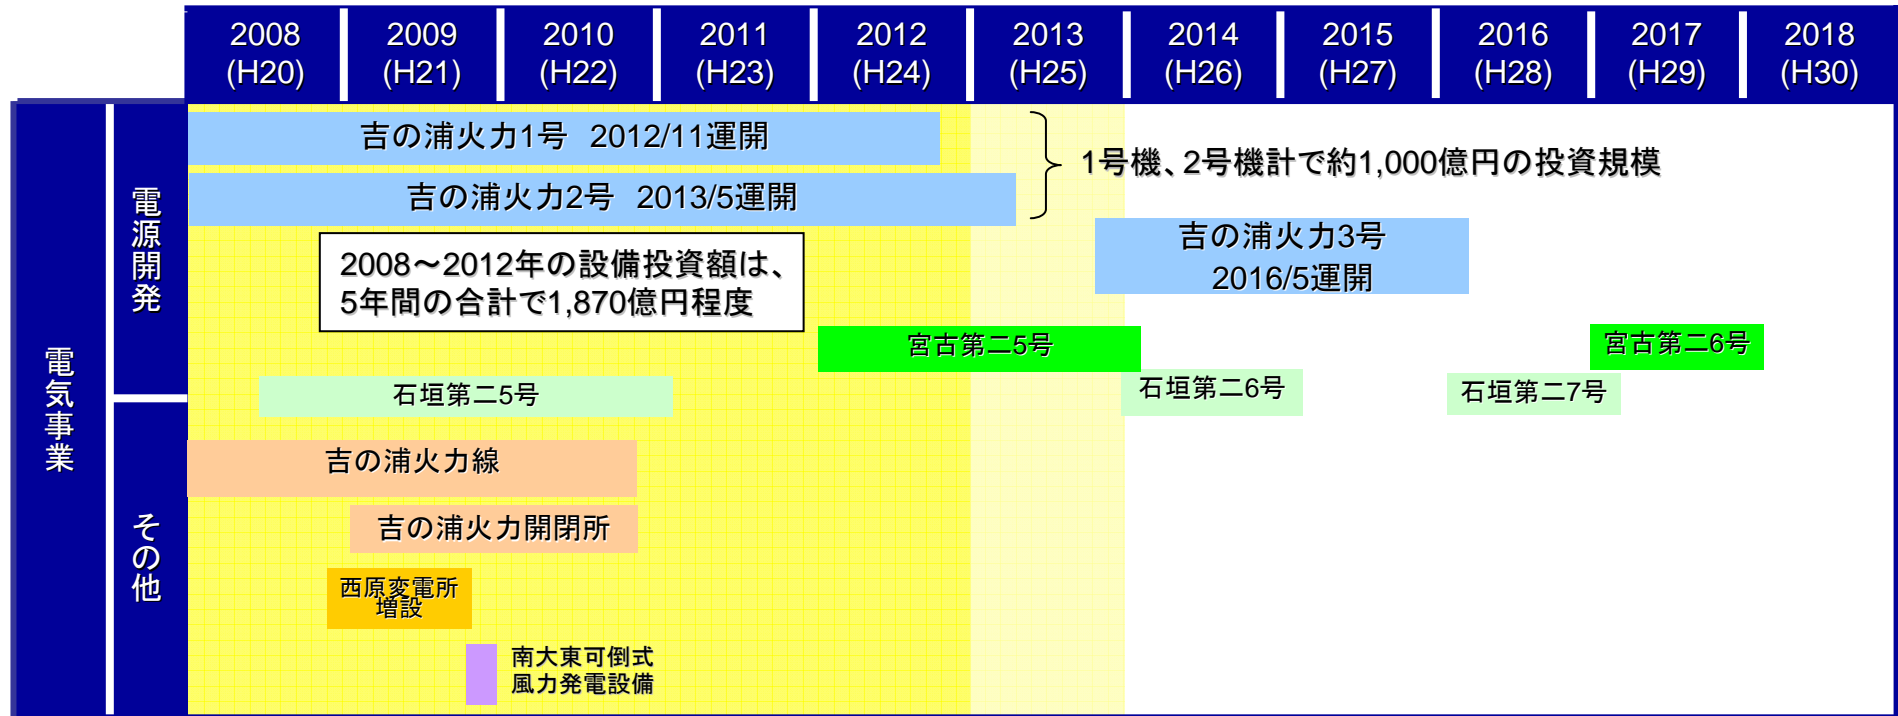 2008
(H20)
2009
(H21)
2010
(H22)
2011
(H23)
2012
(H24)
2013
(H25)
2014
(H26)
2015
(H27)
2016
(H28)
2017
(H29)
2018
(H30)
電気事業
電源開発
吉の浦火力1号 2012/11運開
吉の浦火力2号 2013/5運開
1号機、2号機計で約1,000億円の投資規模
吉の浦火力3号
2016/5運開
2008～2012年の設備投資額は、
5年間の合計で1,870億円程度
宮古第二5号
宮古第二6号
石垣第二5号
石垣第二6号
石垣第二7号
その他
吉の浦火力線
吉の浦火力開閉所
西原変電所
増設
南大東可倒式
風力発電設備